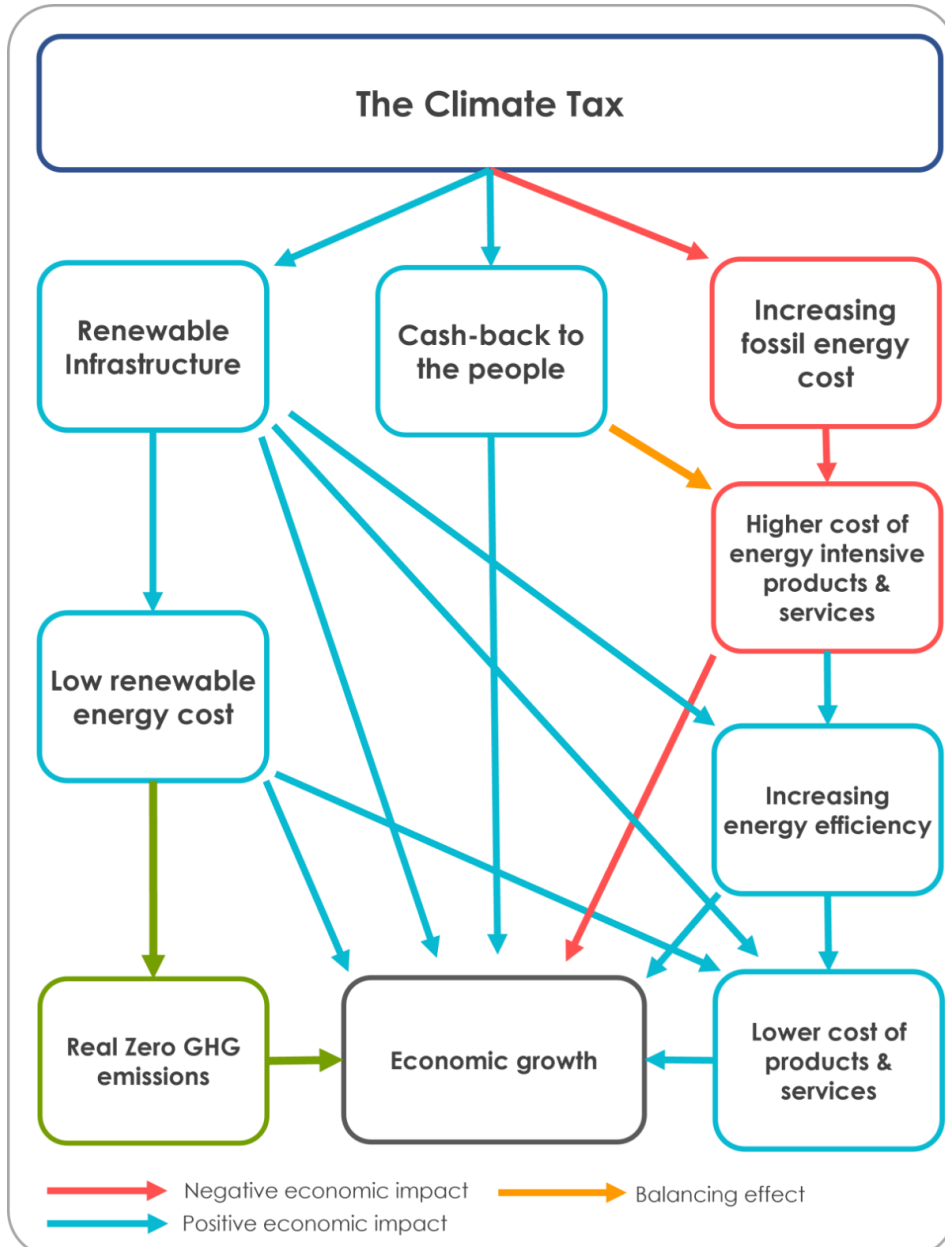 The Climate Tax
Renewable
Infrastructure
Cash-back to
the people
Increasing
fossil energy
cost
Higher cost of
energy intensive
products &
services
Low renewable
energy cost
Increasing
energy efficiency
Real Zero GHG
emissions
Economic growth
Lower cost of
products &
services
Negative economic impact
Balancing effect
Positive economic impact